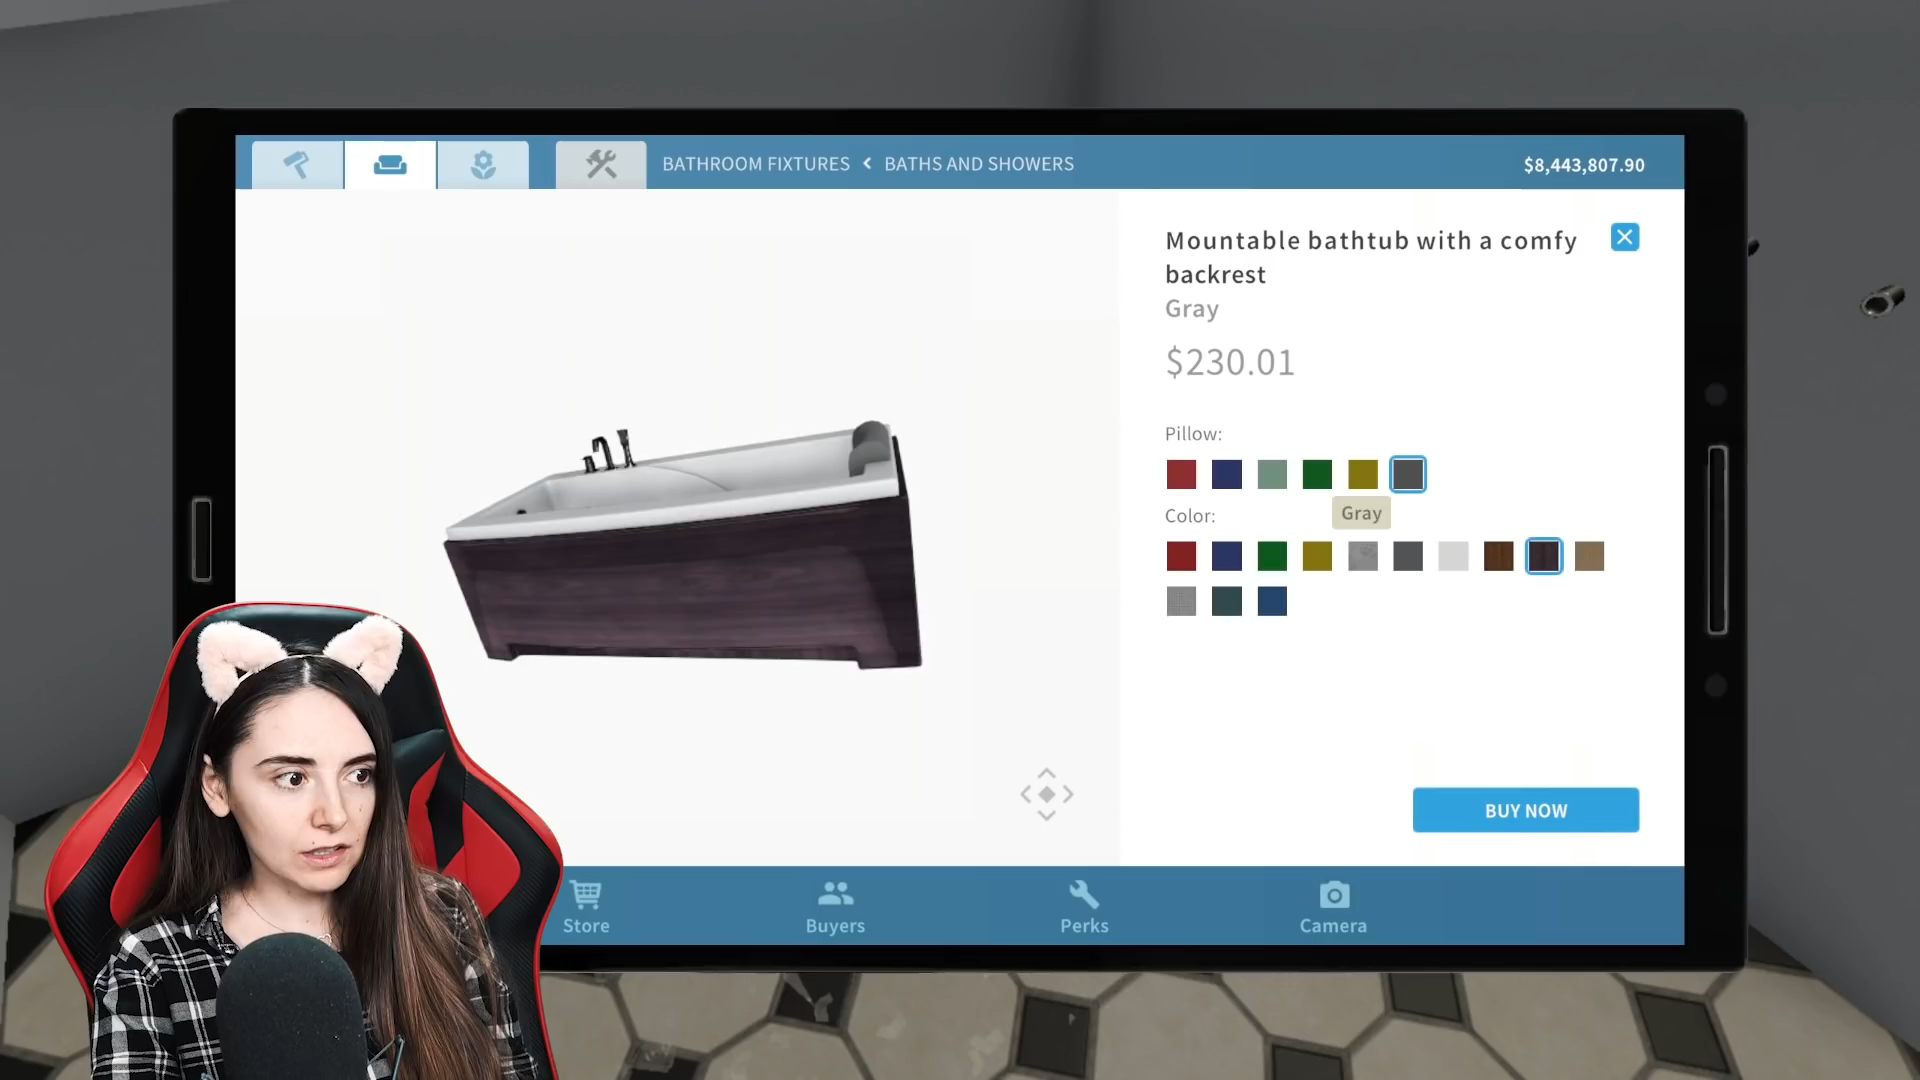 BATHROOM FIXTURES < BATHS AND SHOWERS
$8,443,807.90
Mountable bathtub with a comfy
backrest
Gray
$230.01
Pillow:
Gray
Color:
BUY NOW
Store
Buyers
Perks
Camera